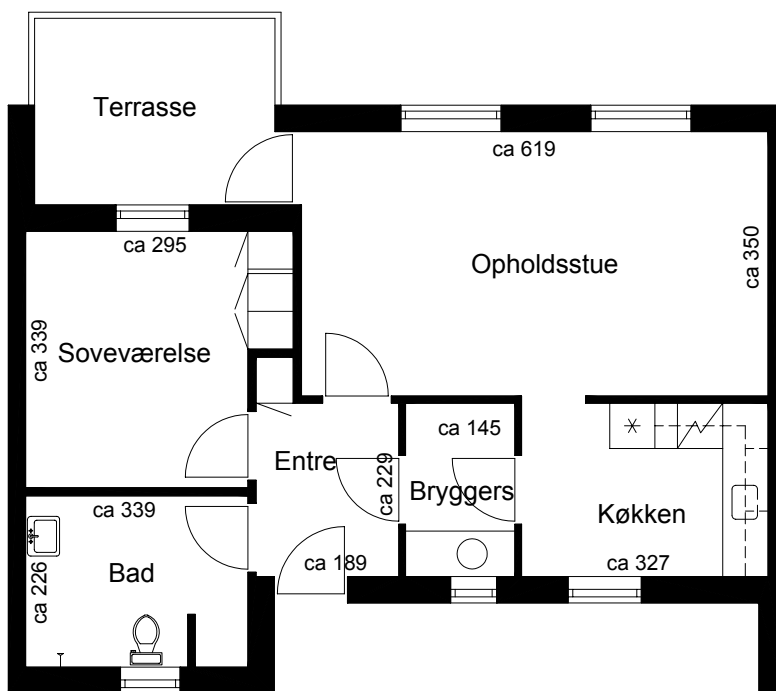 Terrasse
ca 619
ca 295
ca 350
Opholdsstue
ca 339
Soveværelse
ca 145
Entre
ca 229
Bryggers
Køkken
ca 339
ca 226
Bad
ca 189
ca 327